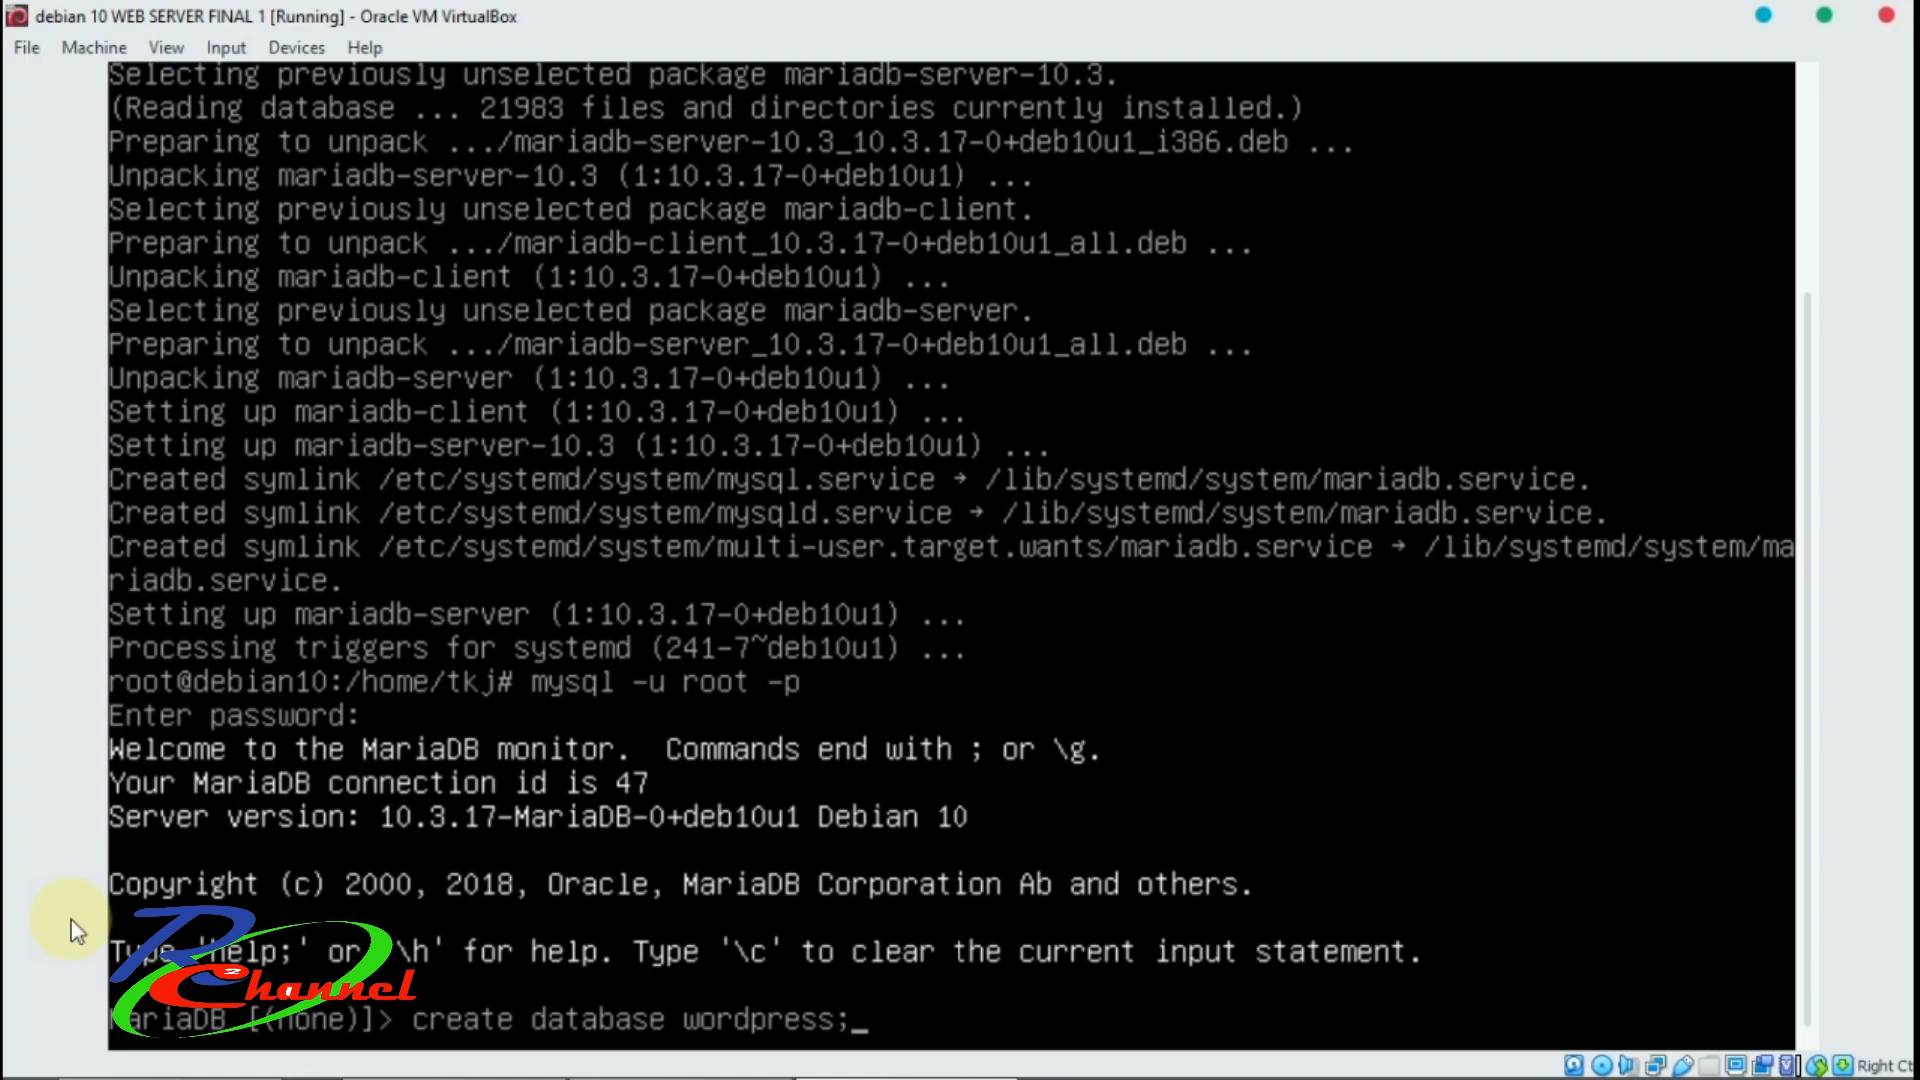 debian 10 WEB SERVER FINAL 1 [Running] - Oracle VM VirtualBox
File Machine View Input Devices Help
Selecting previously unselected package mariadb-server-10.3.
(Reading database ... 21983 files and directories currently installed.)
Preparing to unpack .../mariadb-server-10.3_10.3.17-0+deb10u1_i386.deb ...
Unpacking mariadb-server-10.3 (1:10.3.17-0+deb10u1) ...
Selecting previously unselected package mariadb-client.
Preparing to unpack .../mariadb-client_10.3.17-0+deb10u1_all.deb ...
Unpacking mariadb-client (1:10.3.17-0+deb10u1) ...
Selecting previously unselected package mariadb-server.
Preparing to unpack .../mariadb-server_10.3.17-0+deb10u1_all.deb ...
Unpacking mariadb-server (1:10.3.17-0+deb10u1) ...
Setting up mariadb-client (1:10.3.17-0+deb10u1) ...
Setting up mariadb-server-10.3 (1:10.3.17-0+deb10u1) ...
Created symlink /etc/systemd/system/mysql.service → /lib/systemd/system/mariadb.service.
Created symlink /etc/systemd/system/mysqld.service → /lib/systemd/system/mariadb.service.
Created symlink /etc/systemd/system/multi-user.target.wants/mariadb.service → /lib/systemd/system/ma
riadb.service.
Setting up mariadb-server (1:10.3.17-0+deb10u1) ...
Processing triggers for systemd (241-7~deb10u1) ...
root@debian10:/home/tkj# mysql -u root -p
Enter password:
Welcome to the MariaDB monitor.  Commands end with ; or \g.
Your MariaDB connection id is 47
Server version: 10.3.17-MariaDB-0+deb10u1 Debian 10
Copyright (c) 2000, 2018, Oracle, MariaDB Corporation Ab and others.
Type 'help;' or '\h' for help. Type '\c' to clear the current input statement.
R2 Channel
MariaDB [(none)]> create database wordpress;_
Right Ct